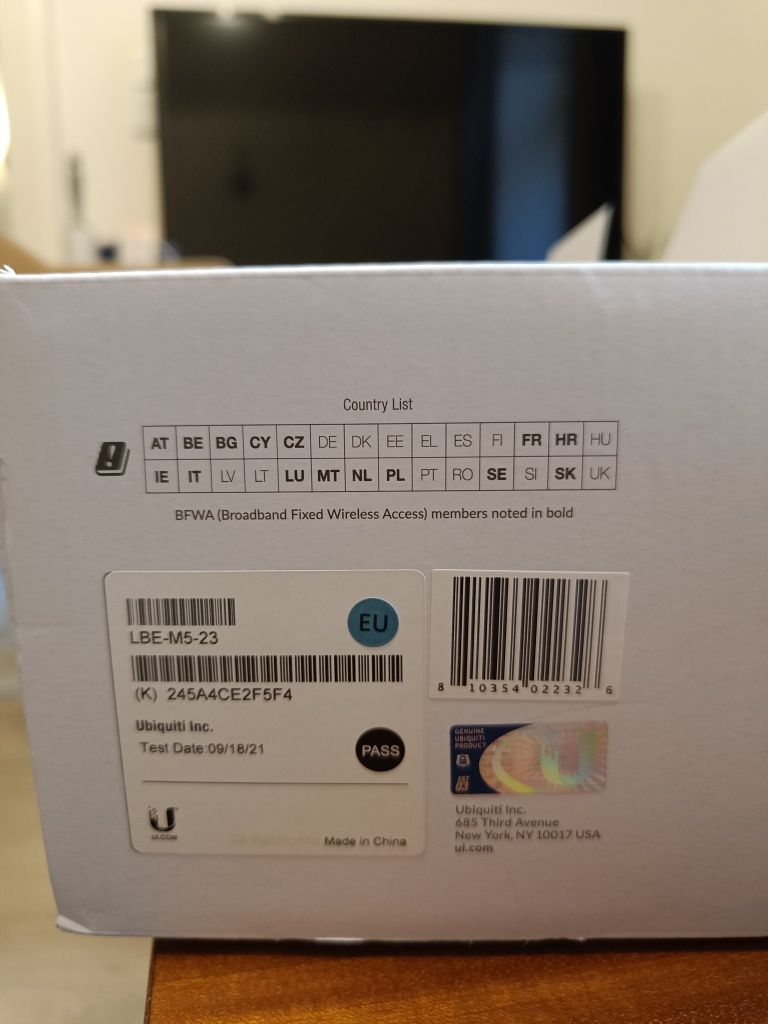 Country List
AT BE BG CY CZ DE DK EE EL ES FI FR HR HU
IE IT LV LT LU MT NL PL PT RO SE SI SK UK
BFWA (Broadband Fixed Wireless Access) members noted in bold
LBE-M5-23
EU
(K) 245A4CE2F5F4
Ubiquiti Inc.
Test Date:09/18/21
PASS
U
UI.COM
Made in China
8 10354 02232 6
GENUINE
UBIQUITI
PRODUCT
EXT
03
U
Ubiquiti Inc.
685 Third Avenue
New York, NY 10017 USA
ui.com